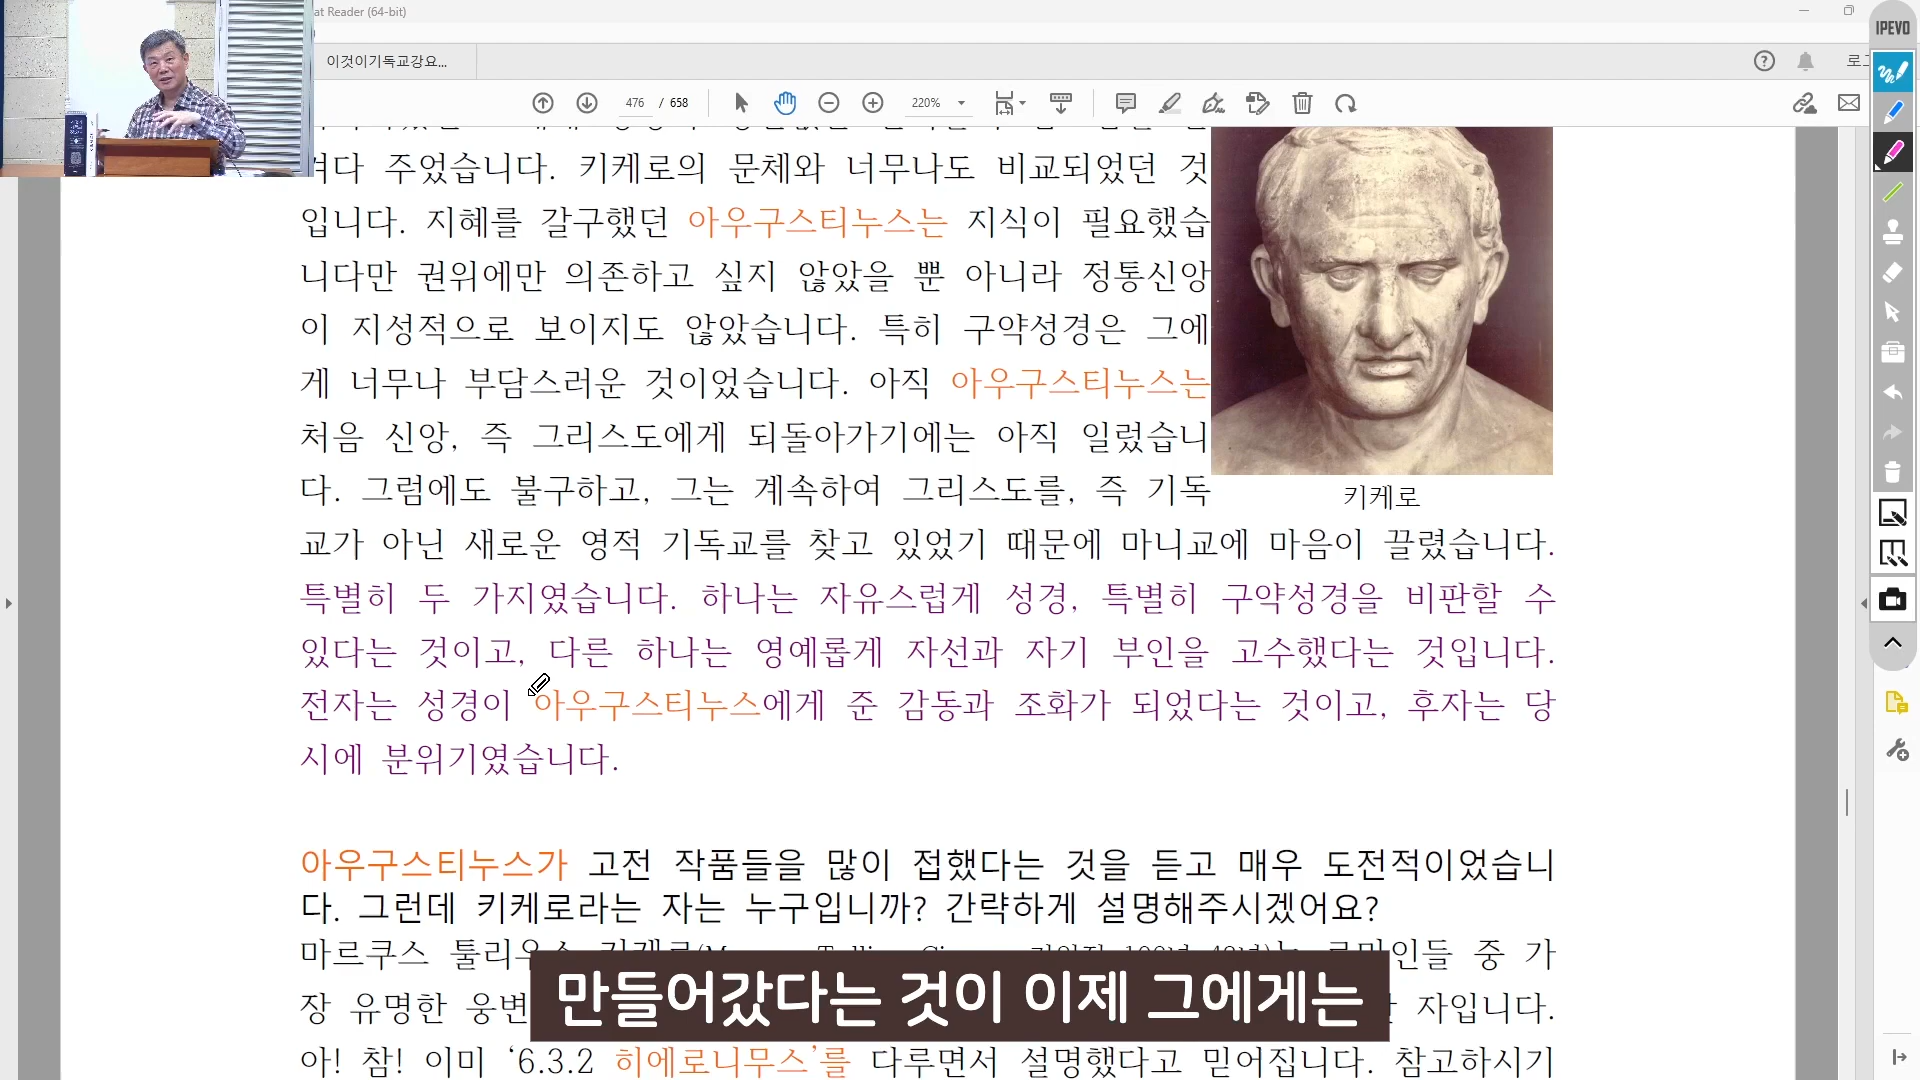 at Reader (64-bit)
IPEVO
이것이기독교강요...
로그
476 / 658
220%
겨다 주었습니다. 키케로의 문체와 너무나도 비교되었던 것
입니다. 지혜를 갈구했던 아우구스티누스는 지식이 필요했습
니다만 권위에만 의존하고 싶지 않았을 뿐 아니라 정통신앙
이 지성적으로 보이지도 않았습니다. 특히 구약성경은 그에
게 너무나 부담스러운 것이었습니다. 아직 아우구스티누스는
처음 신앙, 즉 그리스도에게 되돌아가기에는 아직 일렀습니
다. 그럼에도 불구하고, 그는 계속하여 그리스도를, 즉 기독
키케로
교가 아닌 새로운 영적 기독교를 찾고 있었기 때문에 마니교에 마음이 끌렸습니다.
특별히 두 가지였습니다. 하나는 자유스럽게 성경, 특별히 구약성경을 비판할 수
있다는 것이고, 다른 하나는 영예롭게 자선과 자기 부인을 고수했다는 것입니다.
전자는 성경이 아우구스티누스에게 준 감동과 조화가 되었다는 것이고, 후자는 당
시에 분위기였습니다.
아우구스티누스가 고전 작품들을 많이 접했다는 것을 듣고 매우 도전적이었습니
다. 그런데 키케로라는 자는 누구입니까? 간략하게 설명해주시겠어요?
마르쿠스 툴리우스 인들 중 가
장 유명한 웅변 자입니다.
만들어갔다는 것이 이제 그에게는
아! 참! 이미 ‘6.3.2 히에로니무스’를 다루면서 설명했다고 믿어집니다. 참고하시기